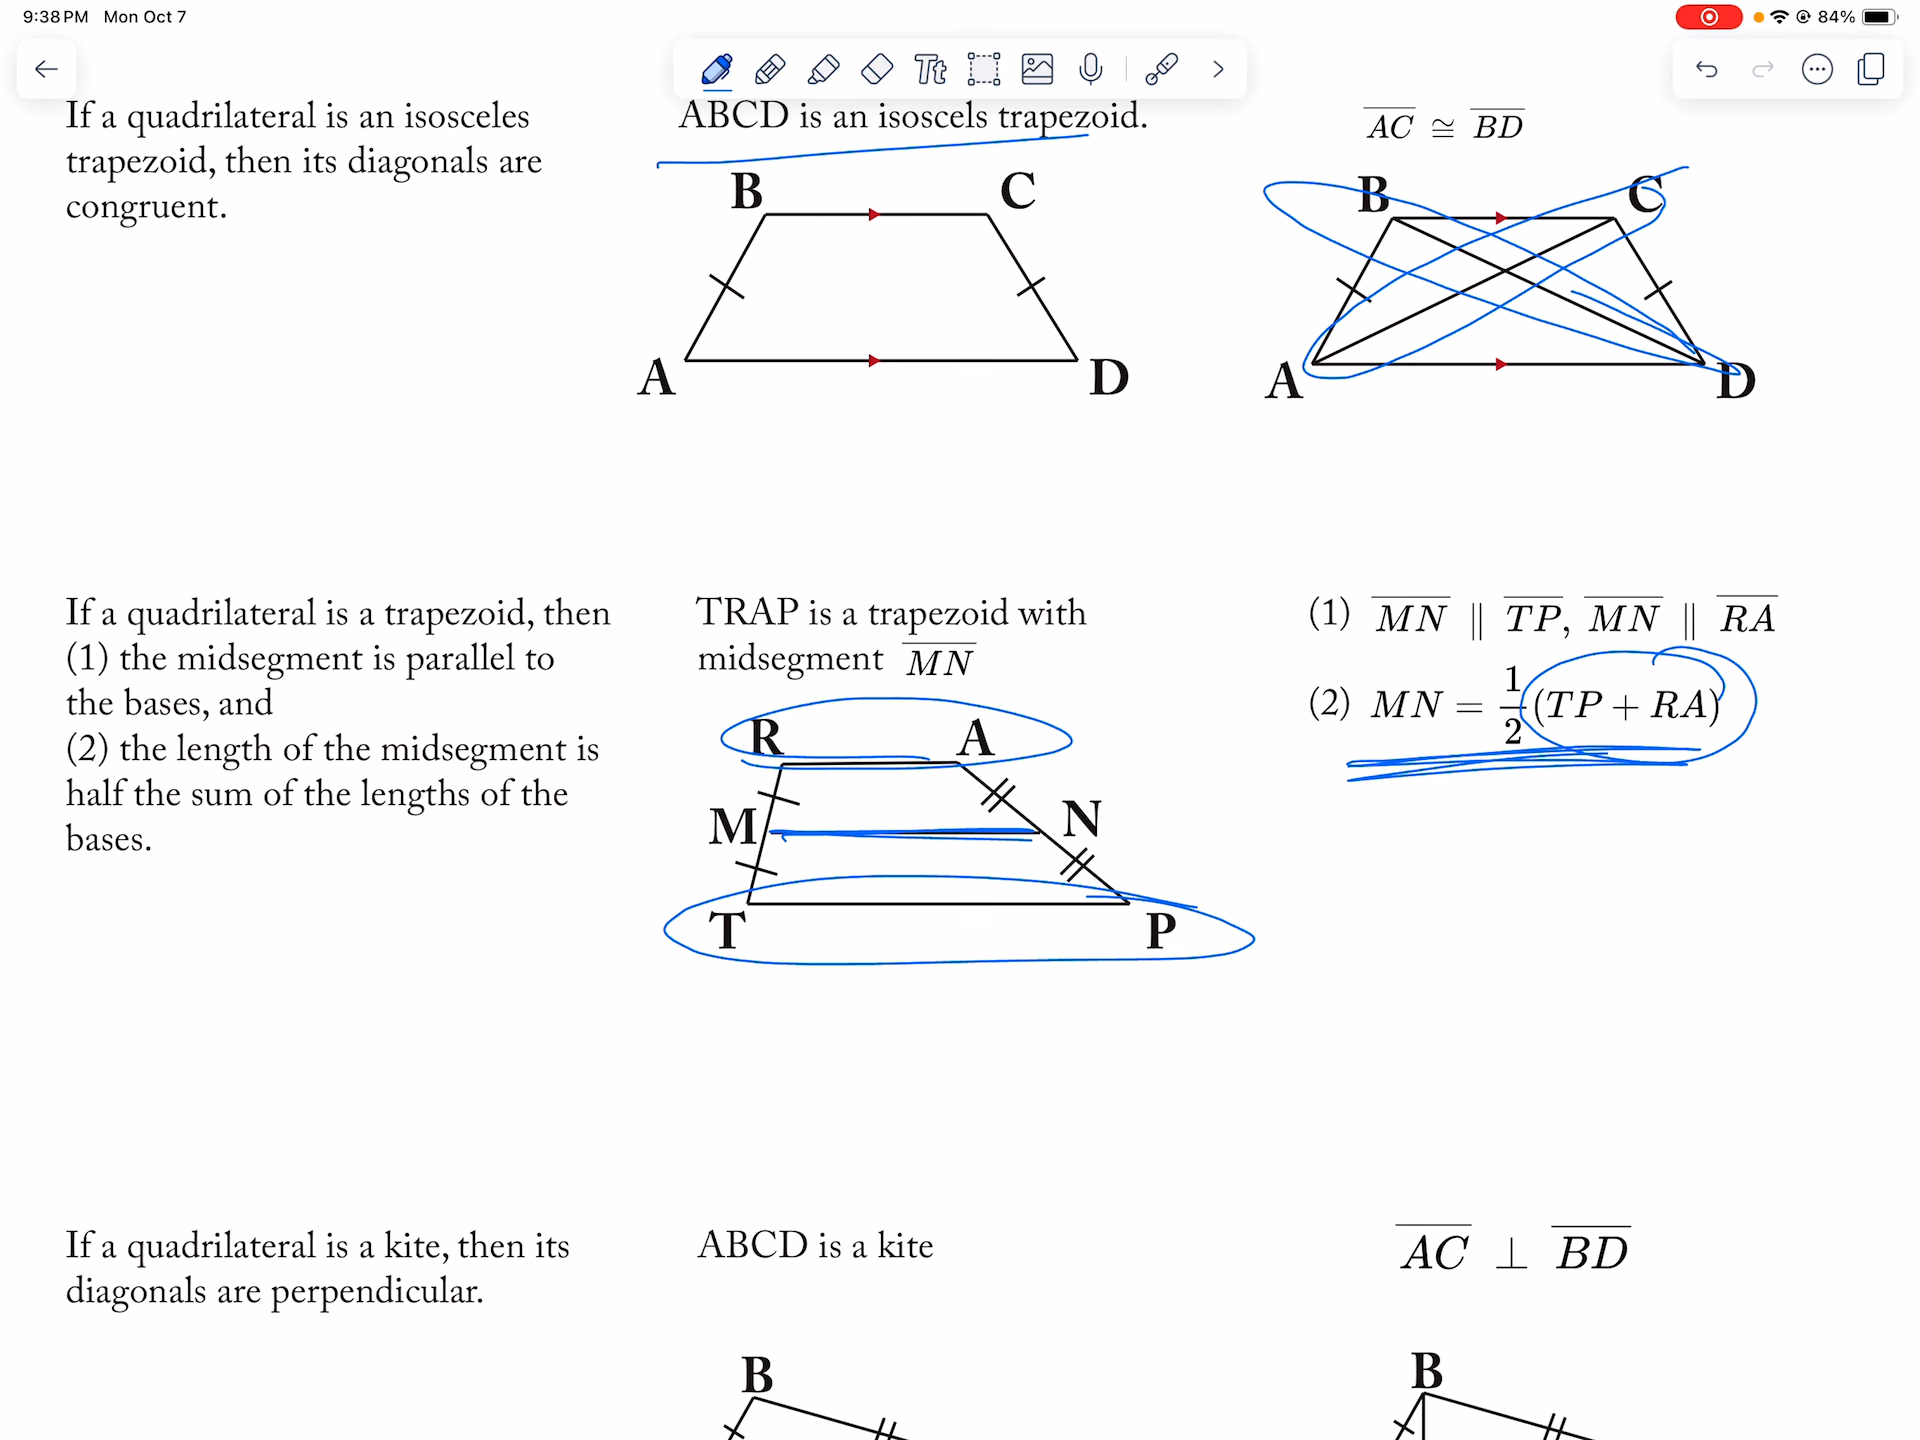 9:38 PM Mon Oct 7
84%
Tt
If a quadrilateral is an isosceles
trapezoid, then its diagonals are
congruent.
ABCD is an isoscels trapezoid.
B C
A D
AC ≅ BD
B C
A D
If a quadrilateral is a trapezoid, then
(1) the midsegment is parallel to
the bases, and
(2) the length of the midsegment is
half the sum of the lengths of the
bases.
TRAP is a trapezoid with
midsegment MN
R A
M N
T P
(1) MN ∥ TP, MN ∥ RA
(2) MN = 1/2 (TP + RA)
If a quadrilateral is a kite, then its
diagonals are perpendicular.
ABCD is a kite
B
AC ⊥ BD
B